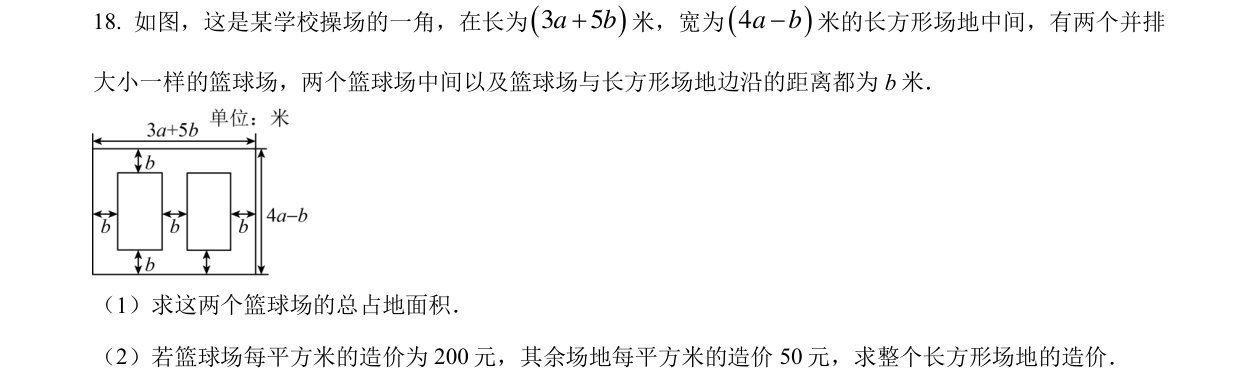 18. 如图，这是某学校操场的一角，在长为(3a+5b)米，宽为(4a−b)米的长方形场地中间，有两个并排
大小一样的篮球场，两个篮球场中间以及篮球场与长方形场地边沿的距离都为 b 米．
单位：米
3a+5b
b
b
b
b
4a−b
b
（1）求这两个篮球场的总占地面积．
（2）若篮球场每平方米的造价为 200 元，其余场地每平方米的造价 50 元，求整个长方形场地的造价．